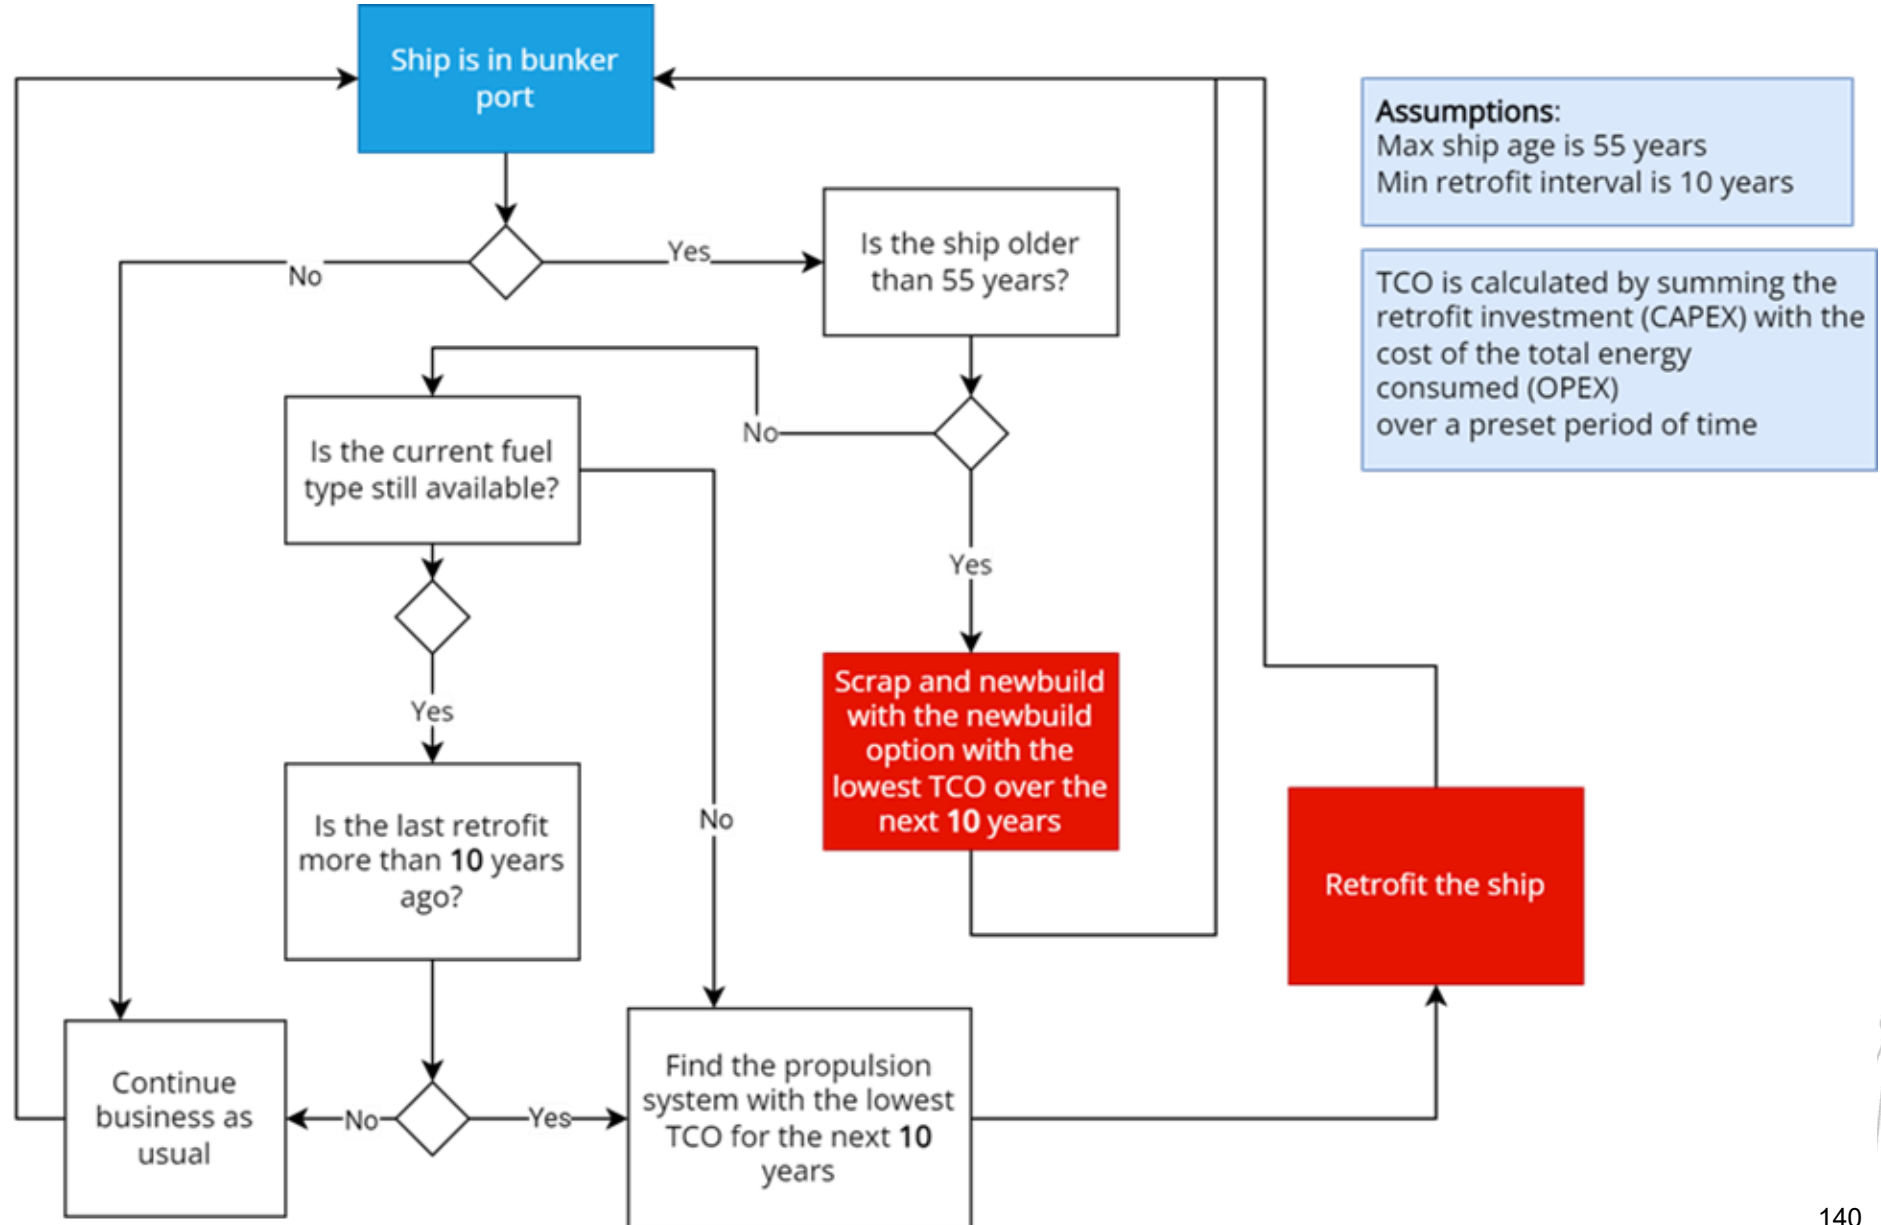 Ship is in bunker
port
Assumptions:
Max ship age is 55 years
Min retrofit interval is 10 years
Yes
No
Is the ship older
than 55 years?
TCO is calculated by summing the
retrofit investment (CAPEX) with the
cost of the total energy
consumed (OPEX)
over a preset period of time
No
Is the current fuel
type still available?
Yes
Yes
No
Scrap and newbuild
with the newbuild
option with the
lowest TCO over the
next 10 years
Is the last retrofit
more than 10 years
ago?
Retrofit the ship
Continue
business as
usual
No
Yes
Find the propulsion
system with the lowest
TCO for the next 10
years
140